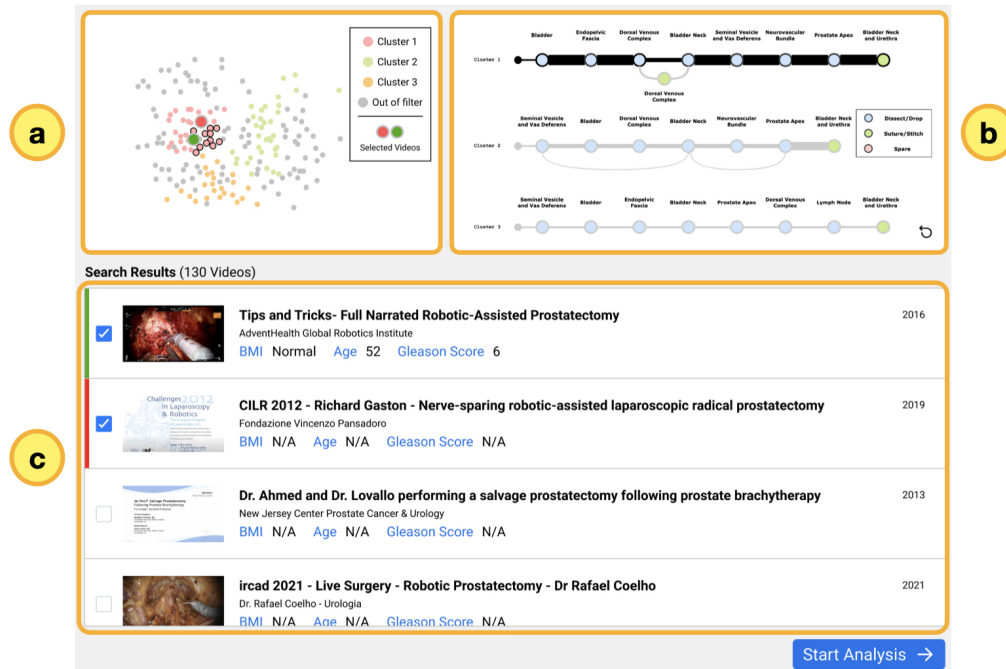 a
Cluster 1
Cluster 2
Cluster 3
Out of filter
Selected Videos
b
Bladder
Endopelvic
Fascia
Dorsal Venous
Complex
Bladder Neck
Seminal Vesicle
and Vas Deferens
Neurovascular
Bundle
Prostate Apex
Bladder Neck
and Urethra
Cluster 1
Dorsal Venous
Complex
Seminal Vesicle
and Vas Deferens
Bladder
Dorsal Venous
Complex
Bladder Neck
Neurovascular
Bundle
Prostate Apex
Bladder Neck
and Urethra
Cluster 2
Dissect/Drop
Suture/Stitch
Spare
Seminal Vesicle
and Vas Deferens
Bladder
Endopelvic
Fascia
Bladder Neck
Prostate Apex
Dorsal Venous
Complex
Lymph Node
Bladder Neck
and Urethra
Cluster 3
Search Results (130 Videos)
c
Tips and Tricks- Full Narrated Robotic-Assisted Prostatectomy 2016
AdventHealth Global Robotics Institute
BMI Normal Age 52 Gleason Score 6
Challenges 2012
in Laparoscopy
& Robotics
CILR 2012 - Richard Gaston - Nerve-sparing robotic-assisted laparoscopic radical prostatectomy 2019
Fondazione Vincenzo Pansadoro
BMI N/A Age N/A Gleason Score N/A
Dr. Ahmed and Dr. Lovallo performing a salvage prostatectomy following prostate brachytherapy 2013
New Jersey Center Prostate Cancer & Urology
BMI N/A Age N/A Gleason Score N/A
ircad 2021 - Live Surgery - Robotic Prostatectomy - Dr Rafael Coelho 2021
Dr. Rafael Coelho - Urologia
BMI N/A Age N/A Gleason Score N/A
Start Analysis →